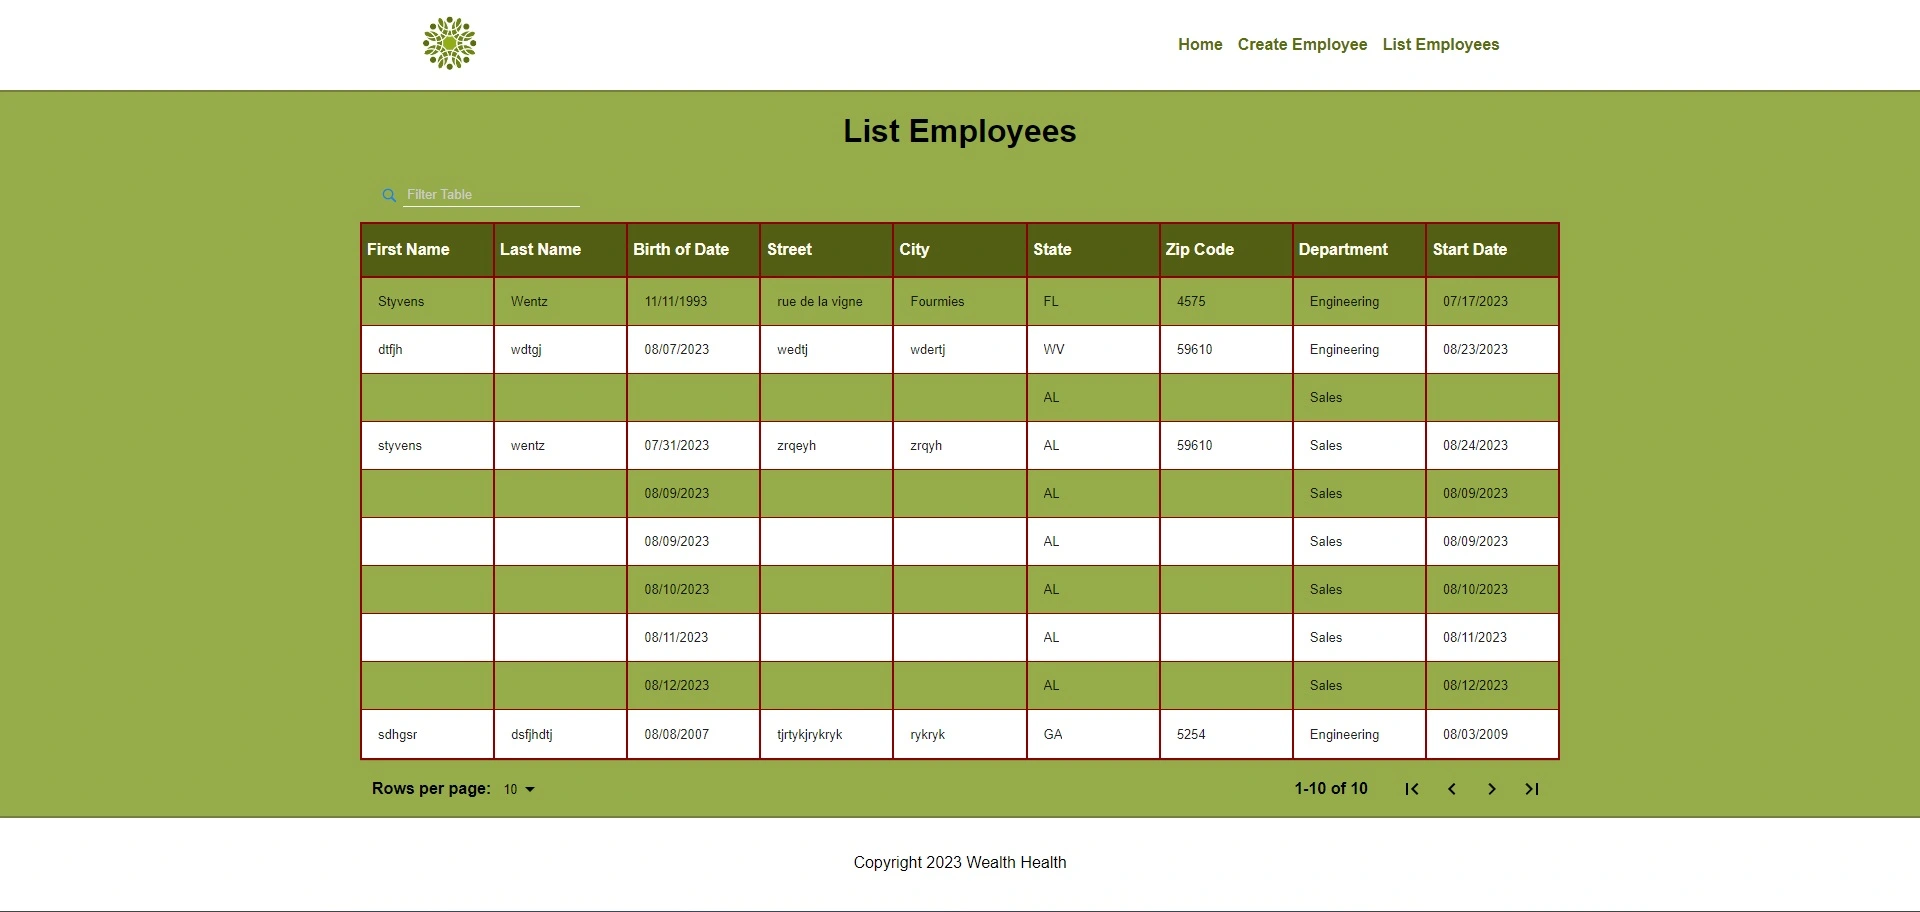 Home Create Employee List Employees
List Employees
Filter Table
First Name Last Name Birth of Date Street City State Zip Code Department Start Date
Styvens Wentz 11/11/1993 rue de la vigne Fourmies FL 4575 Engineering 07/17/2023
dtfjh wdtgj 08/07/2023 wedtj wdertj WV 59610 Engineering 08/23/2023
AL Sales
styvens wentz 07/31/2023 zrqeyh zrqyh AL 59610 Sales 08/24/2023
08/09/2023 AL Sales 08/09/2023
08/09/2023 AL Sales 08/09/2023
08/10/2023 AL Sales 08/10/2023
08/11/2023 AL Sales 08/11/2023
08/12/2023 AL Sales 08/12/2023
sdhgsr dsfjhdtj 08/08/2007 tjrtykjrykryk rykryk GA 5254 Engineering 08/03/2009
Rows per page: 10 1-10 of 10
Copyright 2023 Wealth Health